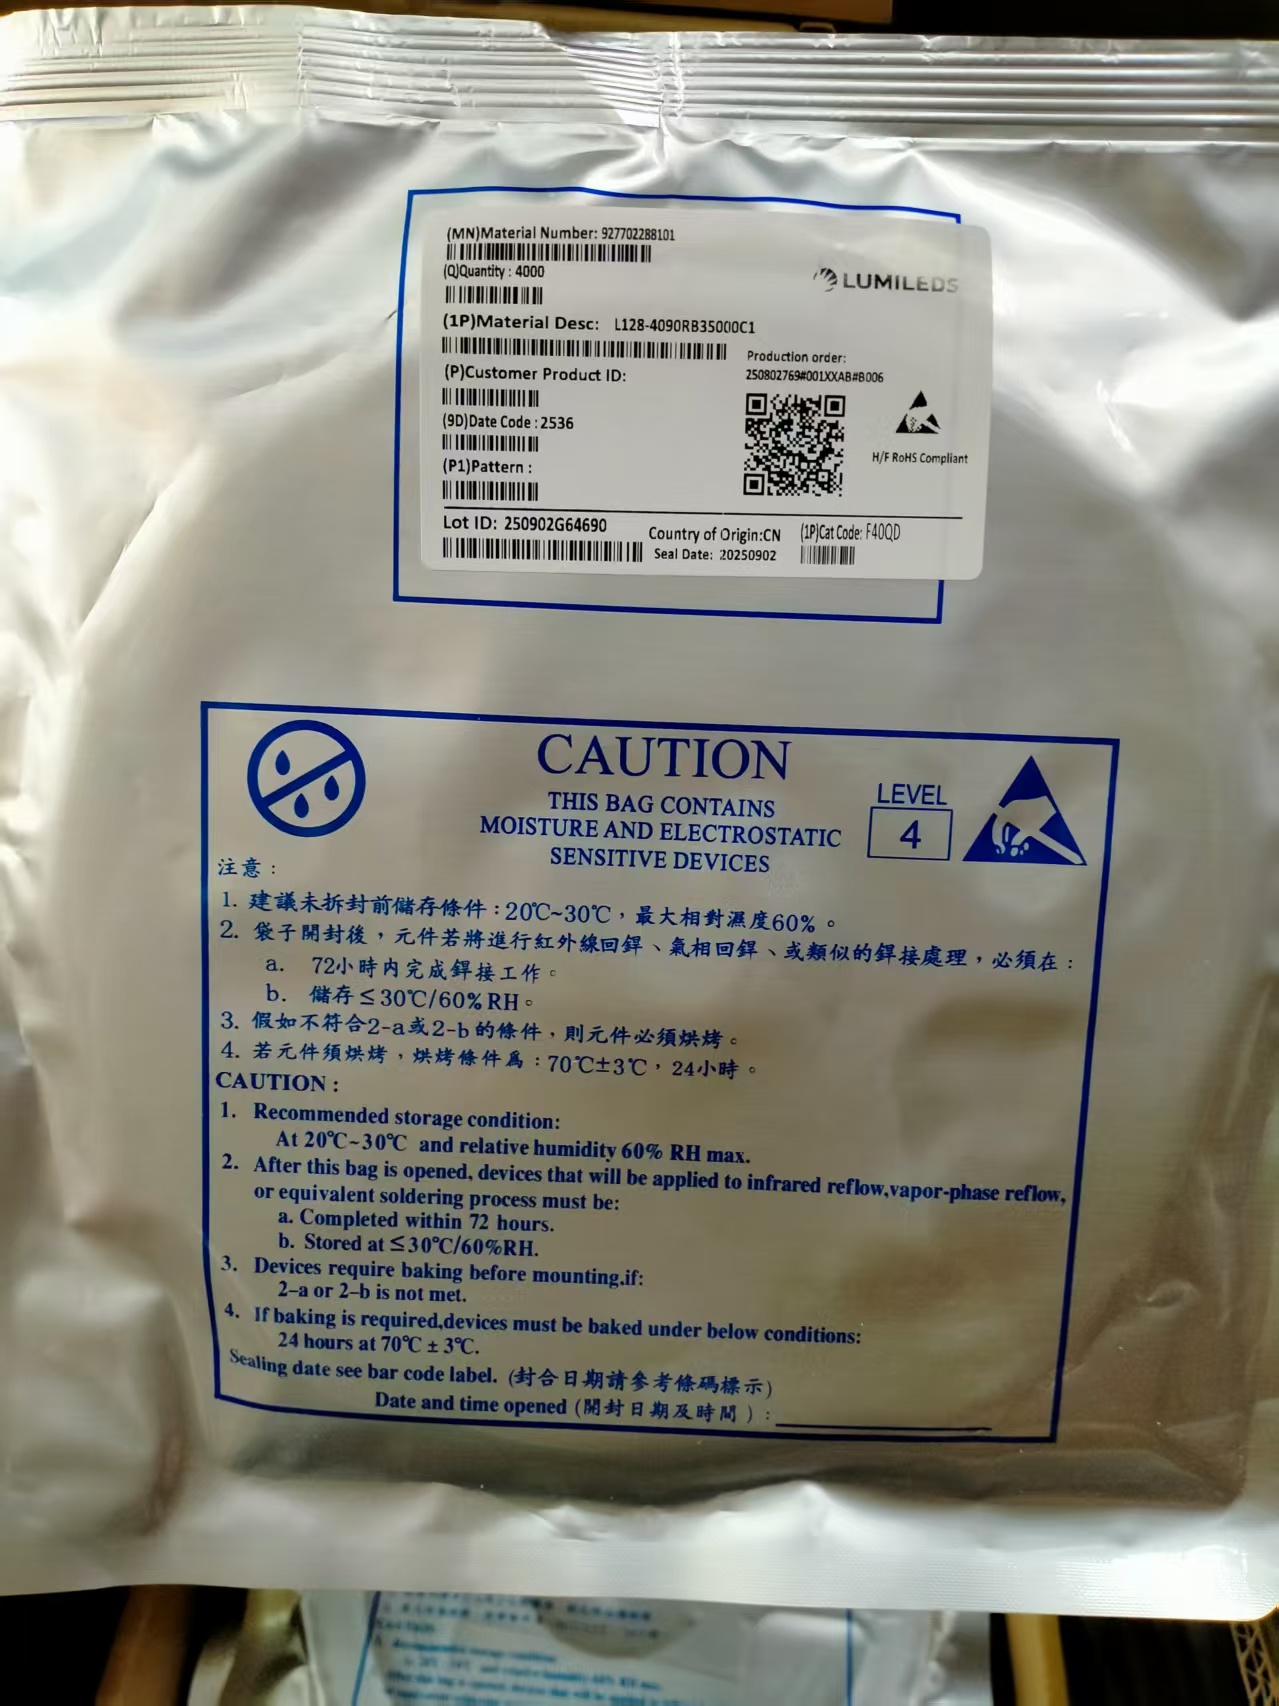 (MN)Material Number: 927702288101
(Q)Quantity : 4000
LUMILEDS
(1P)Material Desc: L128-4090RB35000C1
Production order:
250802769#001XXAB#B006
(P)Customer Product ID:
(9D)Date Code : 2536
(P1)Pattern :
H/F RoHS Compliant
Lot ID: 250902G64690
Country of Origin:CN
(1P)Cat Code: F40QD
Seal Date: 20250902
CAUTION
THIS BAG CONTAINS
MOISTURE AND ELECTROSTATIC
SENSITIVE DEVICES
LEVEL
4
注意：
1. 建議未拆封前儲存條件：20℃~30℃，最大相對濕度60%。
2. 袋子開封後，元件若將進行紅外線回銲、氣相回銲、或類似的銲接處理，必須在：
a. 72小時內完成銲接工作。
b. 儲存≤30℃/60%RH。
3. 假如不符合2-a或2-b的條件，則元件必須烘烤。
4. 若元件須烘烤，烘烤條件爲：70℃±3℃，24小時。
CAUTION :
1. Recommended storage condition:
At 20℃~30℃ and relative humidity 60% RH max.
2. After this bag is opened, devices that will be applied to infrared reflow,vapor-phase reflow,
or equivalent soldering process must be:
a. Completed within 72 hours.
b. Stored at ≤30℃/60%RH.
3. Devices require baking before mounting,if:
2-a or 2-b is not met.
4. If baking is required,devices must be baked under below conditions:
24 hours at 70℃ ± 3℃.
Sealing date see bar code label. (封合日期請參考條碼標示)
Date and time opened (開封日期及時間)：